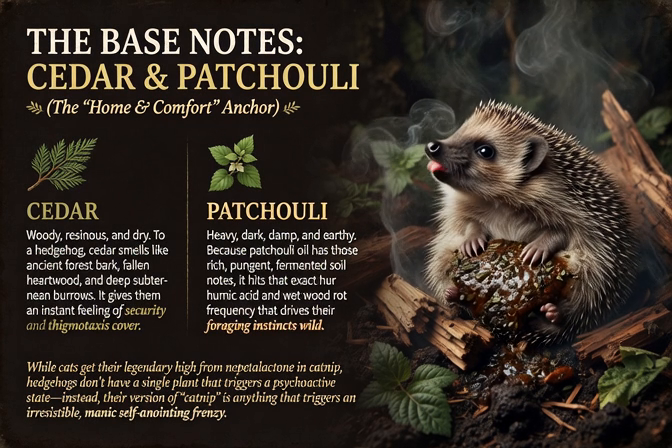 THE BASE NOTES:
CEDAR & PATCHOULI
(The “Home & Comfort” Anchor)
CEDAR
Woody, resinous, and dry. To
a hedgehog, cedar smells like
ancient forest bark, fallen
heartwood, and deep subter-
nean burrows. It gives them
an instant feeling of security
and thigmotaxis cover.
PATCHOULI
Heavy, dark, damp, and earthy.
Because patchouli oil has those
rich, pungent, fermented soil
notes, it hits that exact hur
humic acid and wet wood rot
frequency that drives their
foraging instincts wild.
While cats get their legendary high from nepetalactone in catnip,
hedgehogs don’t have a single plant that triggers a psychoactive
state—instead, their version of “catnip” is anything that triggers an
irresistible, manic self-anointing frenzy.